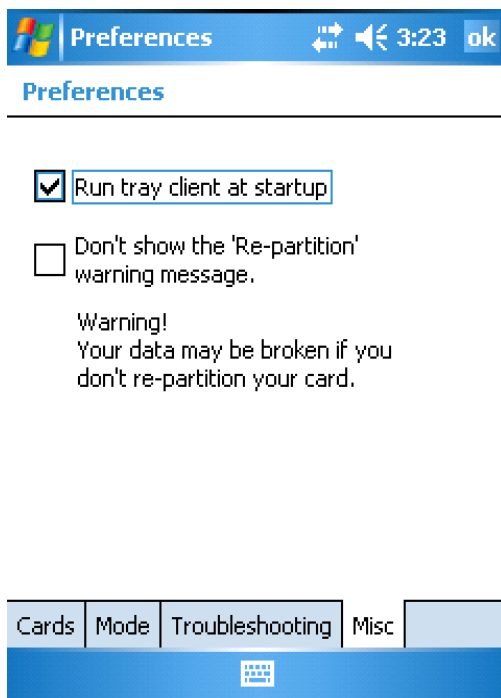 Preferences 3:23 ok
Preferences
Run tray client at startup
Don't show the 'Re-partition'
warning message.
Warning!
Your data may be broken if you
don't re-partition your card.
Cards Mode Troubleshooting Misc